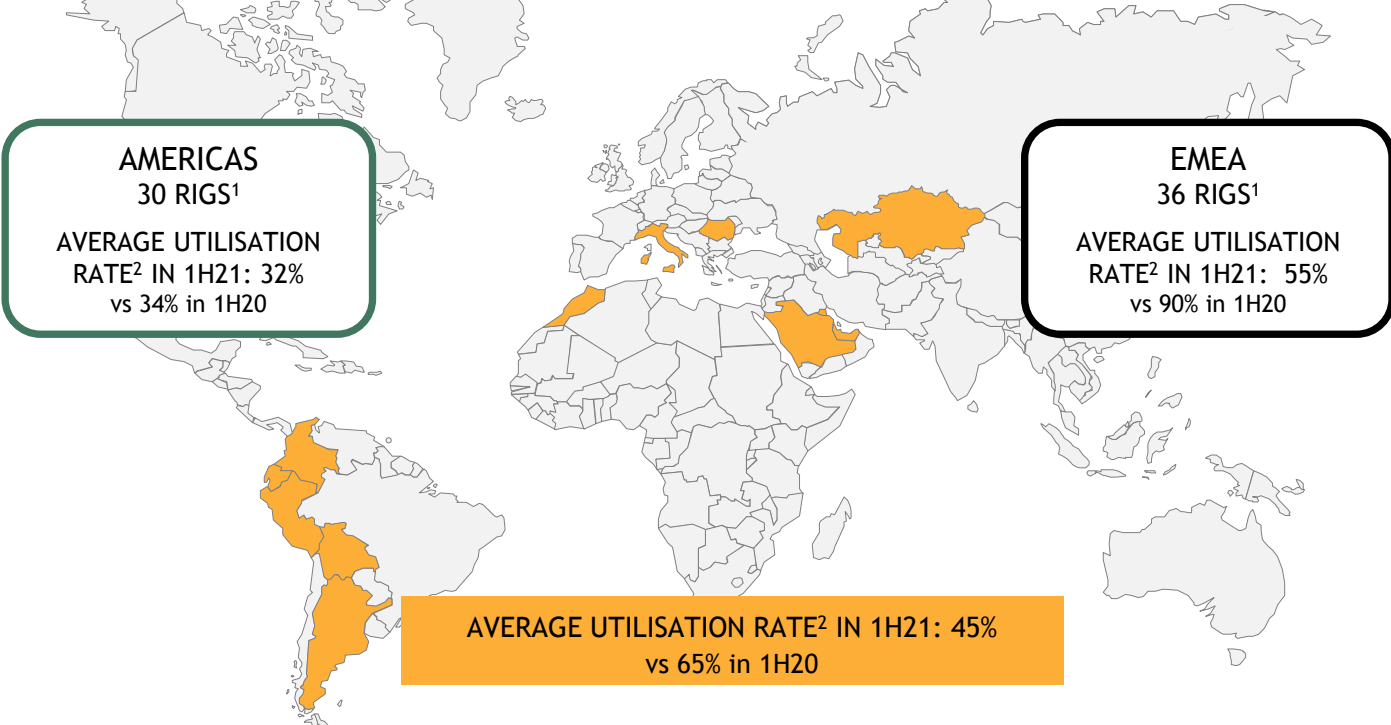 AMERICAS
30 RIGS¹
AVERAGE UTILISATION
RATE² IN 1H21: 32%
vs 34% in 1H20
EMEA
36 RIGS¹
AVERAGE UTILISATION
RATE² IN 1H21: 55%
vs 90% in 1H20
AVERAGE UTILISATION RATE² IN 1H21: 45%
vs 65% in 1H20